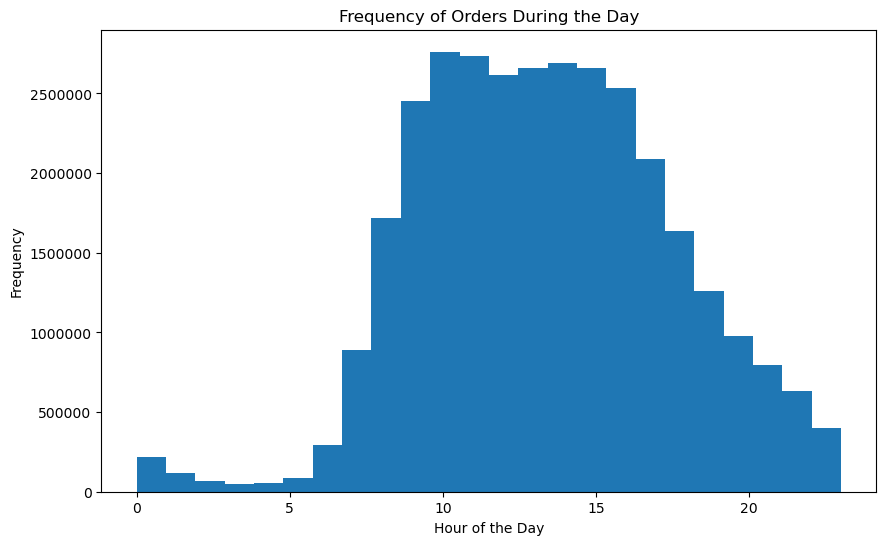 Frequency of Orders During the Day
2500000
2000000
1500000
1000000
500000
0
Frequency
0 5 10 15 20
Hour of the Day